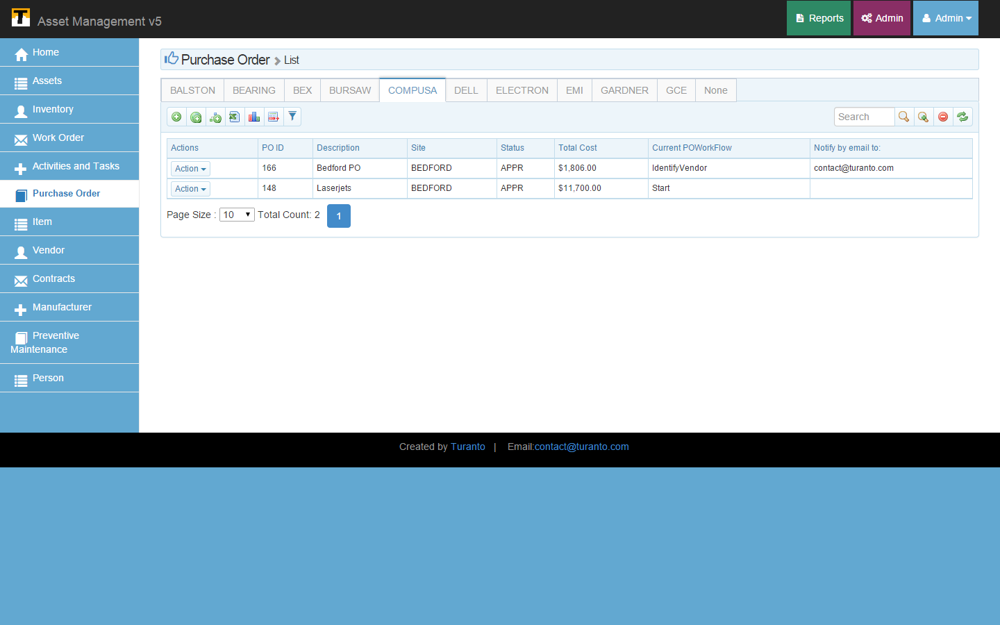 T Asset Management v5
Reports Admin Admin
Home
Assets
Inventory
Work Order
Activities and Tasks
Purchase Order
Item
Vendor
Contracts
Manufacturer
Preventive
Maintenance
Person
Purchase Order List
BALSTON BEARING BEX BURSAW COMPUSA DELL ELECTRON EMI GARDNER GCE None
Search
Actions PO ID Description Site Status Total Cost Current POWorkFlow Notify by email to:
Action 166 Bedford PO BEDFORD APPR $1,806.00 IdentifyVendor contact@turanto.com
Action 148 Laserjets BEDFORD APPR $11,700.00 Start
Page Size : 10 Total Count: 2 1
Created by Turanto | Email:contact@turanto.com